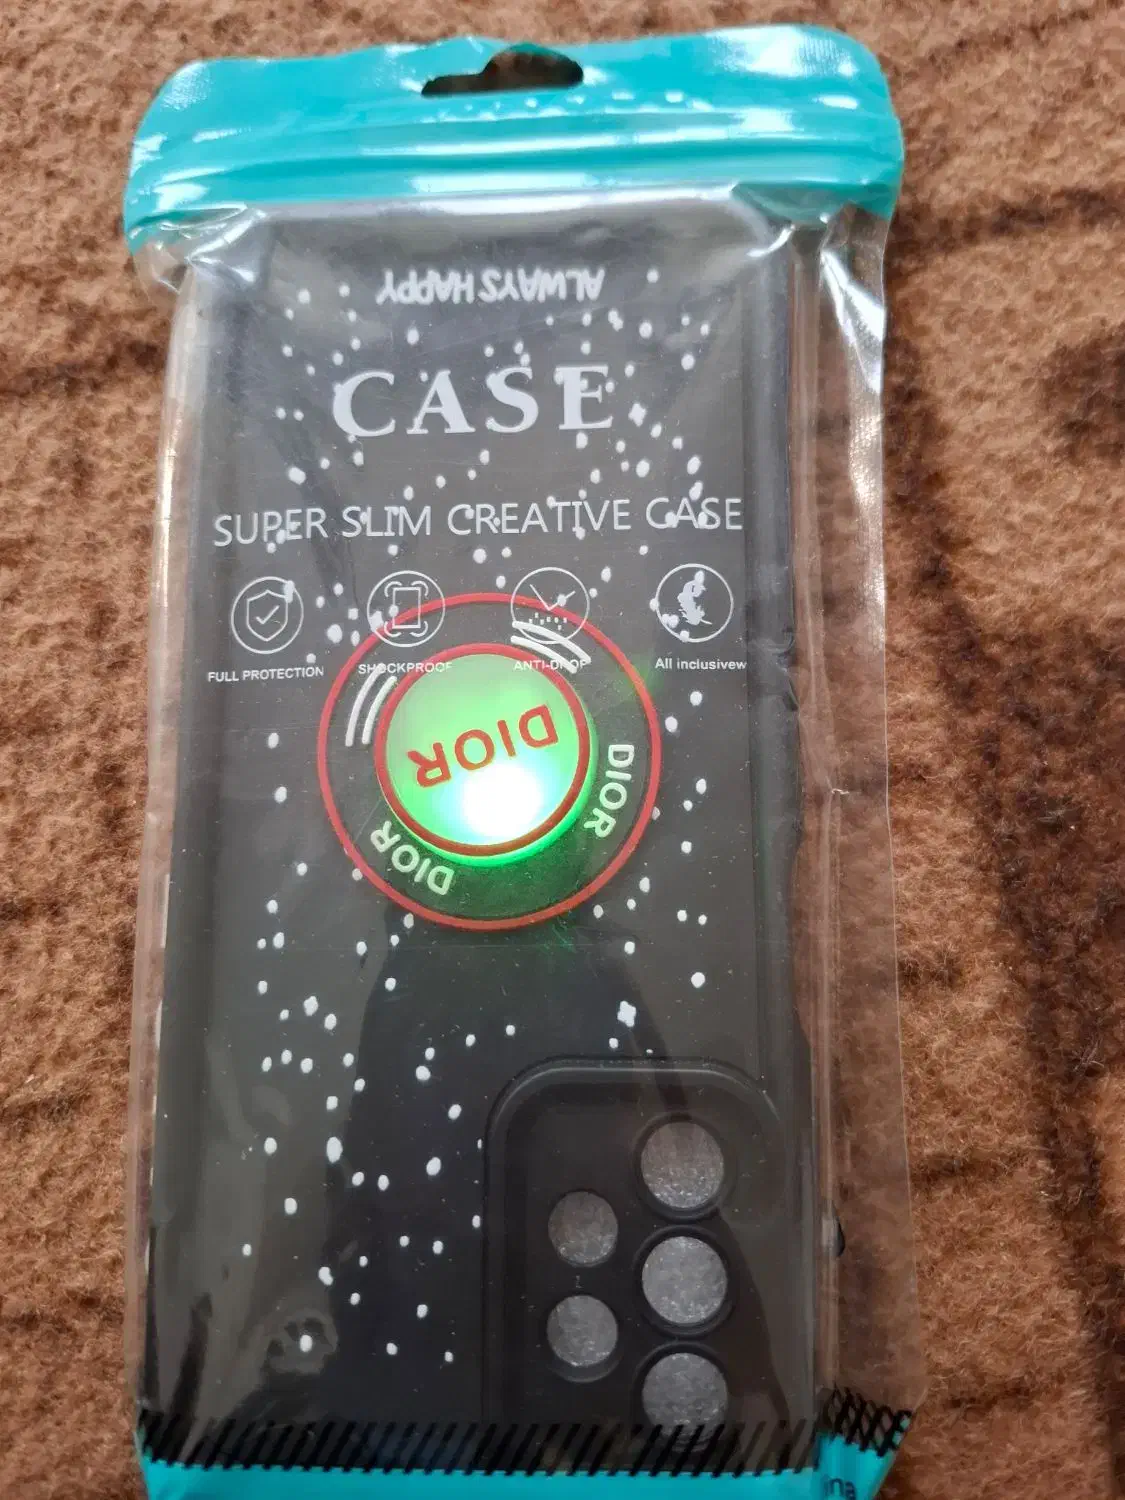 ALWAYS HAPPY
CASE
SUPER SLIM CREATIVE CASE
FULL PROTECTION
SHOCKPROOF
ANTI-DROP
All inclusivew
DIOR
DIOR
DIOR